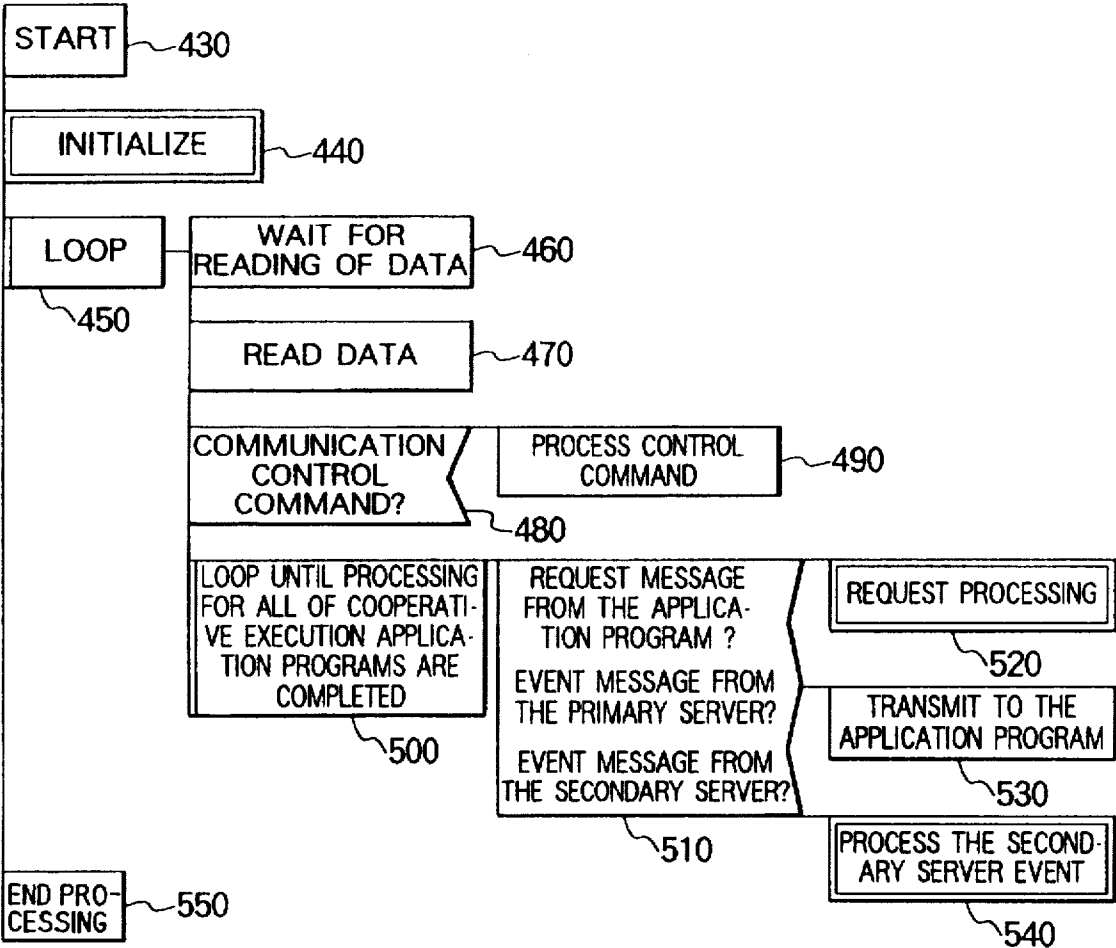 START
430
INITIALIZE
440
LOOP
450
WAIT FOR
READING OF DATA
460
READ DATA
470
COMMUNICATION
CONTROL
COMMAND?
480
PROCESS CONTROL
COMMAND
490
LOOP UNTIL PROCESSING
FOR ALL OF COOPERATI-
VE EXECUTION APPLICA-
TION PROGRAMS ARE
COMPLETED
500
REQUEST MESSAGE
FROM THE APPLICA-
TION PROGRAM ?
EVENT MESSAGE FROM
THE PRIMARY SERVER?
EVENT MESSAGE FROM
THE SECONDARY SERVER?
510
REQUEST PROCESSING
520
TRANSMIT TO THE
APPLICATION PROGRAM
530
PROCESS THE SECOND-
ARY SERVER EVENT
540
END PRO-
CESSING
550